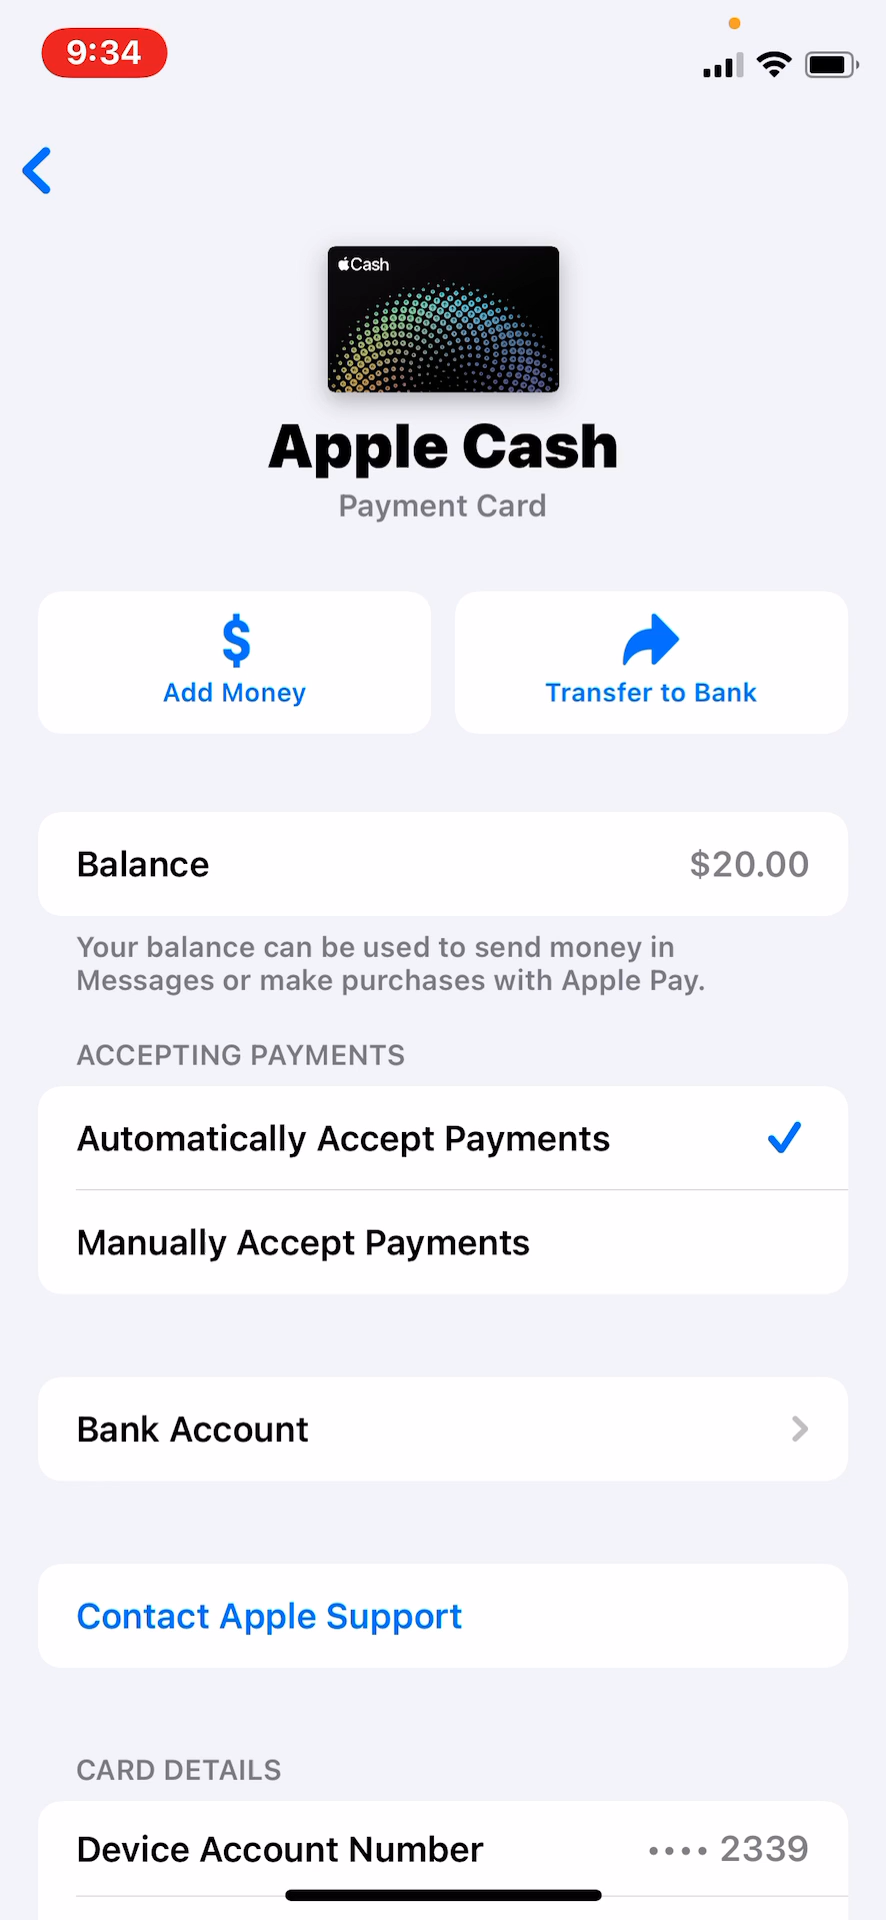 9:34
Cash
Apple Cash
Payment Card
$
Add Money
Transfer to Bank
Balance $20.00
Your balance can be used to send money in
Messages or make purchases with Apple Pay.
ACCEPTING PAYMENTS
Automatically Accept Payments
Manually Accept Payments
Bank Account
Contact Apple Support
CARD DETAILS
Device Account Number •••• 2339